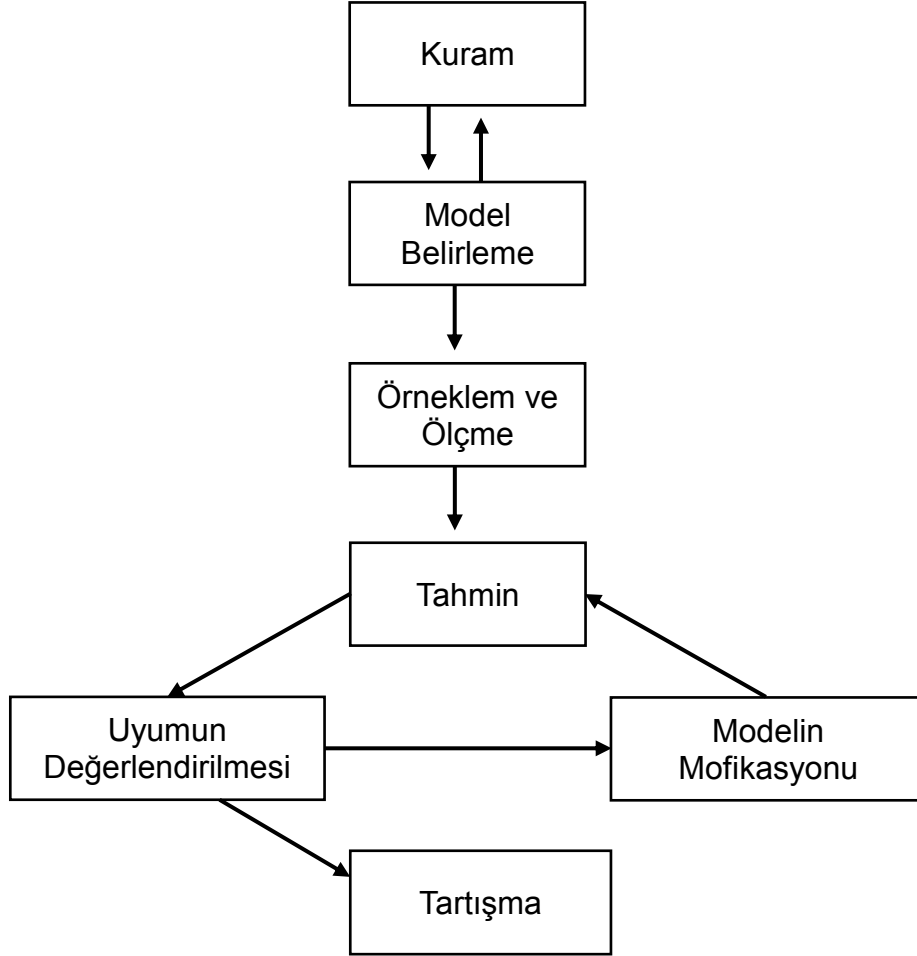 Kuram
Model
Belirleme
Örneklem ve
Ölçme
Tahmin
Uyumun
Değerlendirilmesi
Modelin
Mofikasyonu
Tartışma